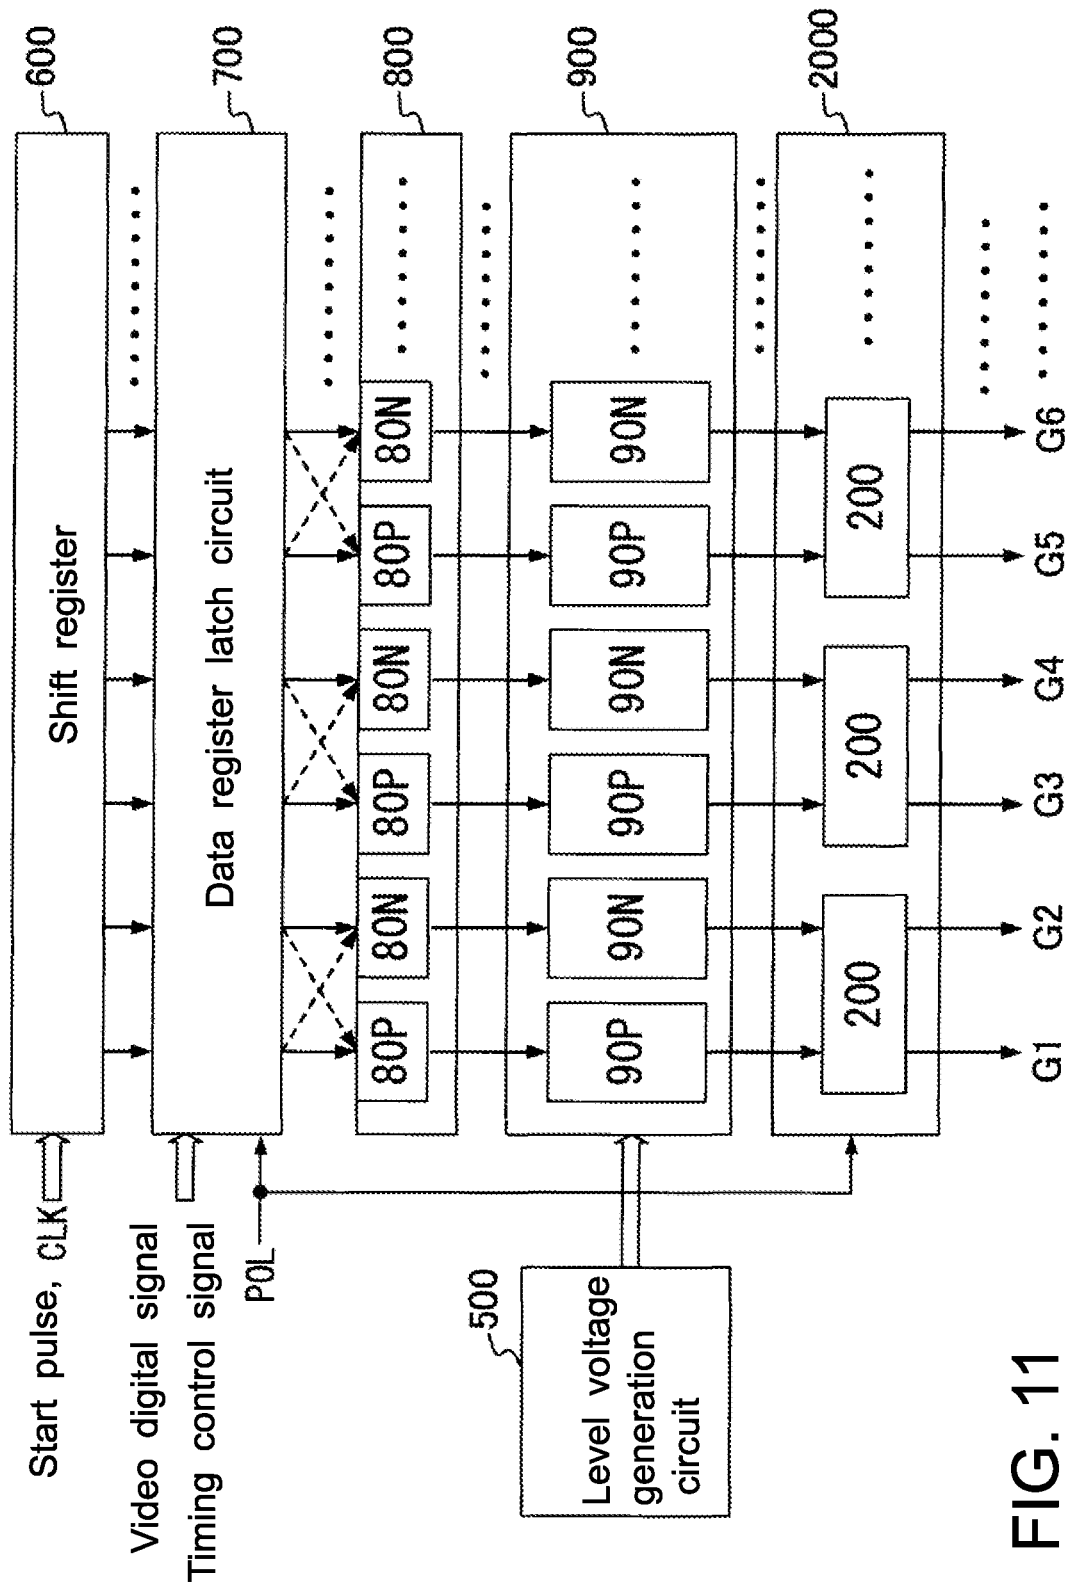 Start pulse, CLK
Shift register
600
Video digital signal
Timing control signal
POL
Data register latch circuit
700
80P
80N
80P
80N
80P
80N
800
500
Level voltage
generation
circuit
90P
90N
90P
90N
90P
90N
900
200
200
200
2000
G1
G2
G3
G4
G5
G6
FIG. 11